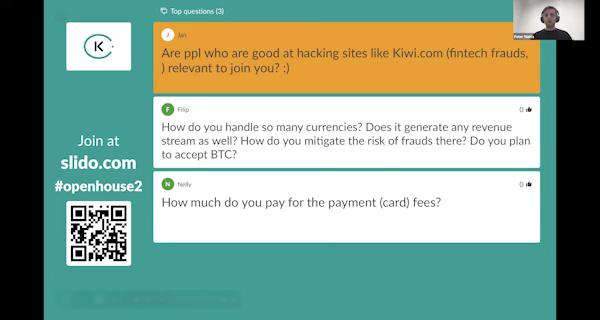 Top questions (3)
K
J Jan
Are ppl who are good at hacking sites like Kiwi.com (fintech frauds,
) relevant to join you? :)
F Filip
0
How do you handle so many currencies? Does it generate any revenue
stream as well? How do you mitigate the risk of frauds there? Do you plan
to accept BTC?
N Nelly
0
How much do you pay for the payment (card) fees?
Join at
slido.com
#openhouse2
Peter